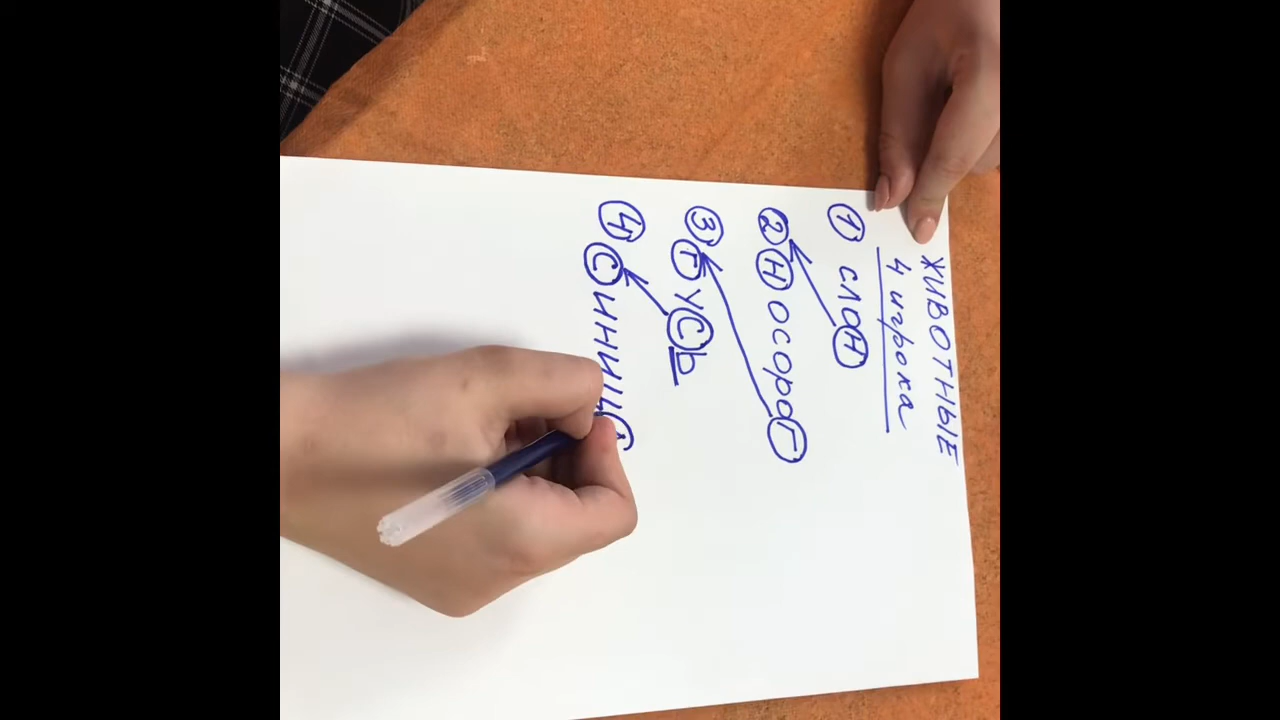 ЖИВОТНЫЕ
4 игрока
1 слон
2 Носорог
3 Гусь
4 Синиц